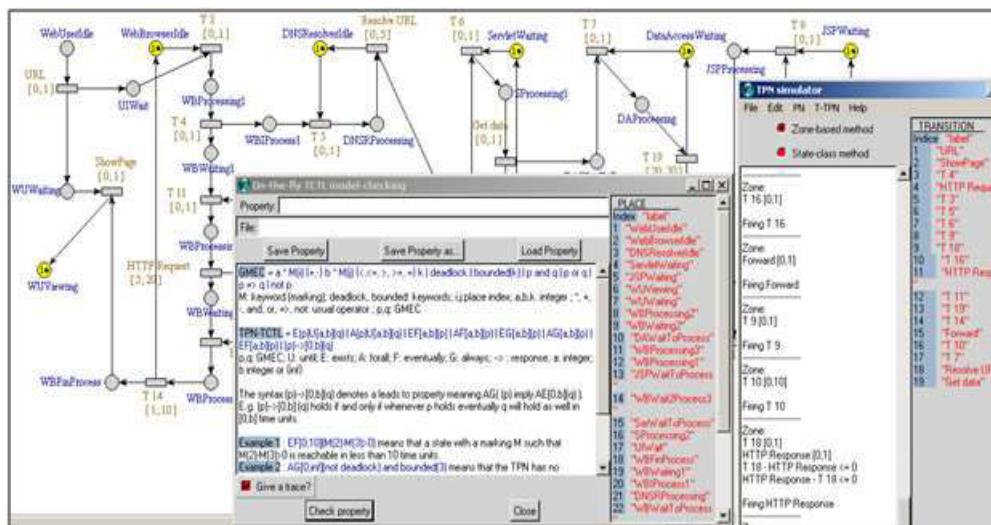 T 3
[0,1]
Resolve URL
[0,5]
T 6
[0,1]
T 7
[0,1]
T 9
[0,1]
WebUserIdle
WebBrowserIdle
DNSResolverIdle
ServletWaiting
DataAccessWaiting
JSPWaiting
JSPProcessing
URL
[0,1]
UIWait
WBProcessing1
SProcessing1
DAProcessing
T 4
[0,1]
WBIProcess1
T 5
[0,1]
DNSRProcessing
Get data
[0,1]
T 19
[20,20]
ShowPage
[0,1]
WBWaiting1
WUWaiting
T 11
[0,1]
WBProcessin
HTTP Request
[5,20]
WUViewing
WBWaitin
WBFinProcess
WBProcess
T 14
[1,10]
On-the-fly TCTL model-checking
Property:
File:
Save Property
Save Property as...
Load Property
GMEC = a * M(i) {+,-} b * M(j) {<,<=, >, >=, =} k | deadlock | bounded(k) | p and q | p or q |
p => q | not p
M: keyword (marking); deadlock, bounded: keywords; i,j:place index; a,b,k: integer ; *, +,
-, and, or, =>, not: usual operator ; p,q: GMEC
TPN-TCTL = E(p)U[a,b](q) | A(p)U[a,b](q) | EF[a,b](p) | AF[a,b](p) | EG[a,b](p) | AG[a,b](p) |
EF[a,b](p) | (p)-->[0,b](q)
p,q: GMEC; U: until; E: exists; A: forall; F: eventually; G: always; --> : response; a: integer;
b integer or (inf)
The syntax (p)-->[0,b](q) denotes a leads to property meaning AG( (p) imply AE[0,b](q) ).
E.g. (p)-->[0,b](q) holds if and only if whenever p holds eventually q will hold as well in
[0,b] time units.
Example 1 : EF[0,10](M(2)-M(3)>0) means that a state with a marking M such that
M(2)-M(3)>0 is reachable in less than 10 time units.
Example 2 : AG[0,inf](not deadlock) and bounded(3) means that the TPN has no
Give a trace?
Check property
Close
PLACE
Index "label"
1 "WebUserIdle"
2 "WebBrowserIdle"
3 "DNSResolverIdle"
4 "ServletWaiting"
5 "JSPWaiting"
6 "WUViewing"
7 "WUWaiting"
8 "WBProcessing2"
9 "WBWaiting2"
10 "DAWaitToProcess"
11 "WBProcessing3"
12 "WBProcessing1"
13 "JSPWaitToProcess
"
14 "WBWait2Process3
"
15 "SerWaitToProcess"
16 "SProcessing2"
17 "UIWait"
18 "WBFinProcess"
19 "WBWaiting1"
20 "WBIProcess1"
21 "DNSRProcessing"
22 "WBWaitToProcess
TPN simulator
File Edit PN T-TPN Help
Zone-based method
State-class method
Zone:
T 16 [0,1]
Firing T 16
Zone:
Forward [0,1]
Firing Forward
Zone:
T 9 [0,1]
Firing T 9
Zone:
T 10 [0,10]
Firing T 10
Zone:
T 18 [0,1]
HTTP Response [0,1]
T 18 - HTTP Response <= 0
HTTP Response - T 18 <= 0
Firing HTTP Response
TRANSITION
Indice "label"
1 "URL"
2 "ShowPage"
3 "T 4"
4 "HTTP Reque
5 "T 3"
6 "T 5"
7 "T 6"
8 "T 9"
9 "T 18"
10 "T 16"
11 "HTTP Resp
12 "T 11"
13 "T 19"
14 "T 14"
15 "Forward"
16 "T 10"
17 "T 7"
18 "Resolve UR
19 "Get data"